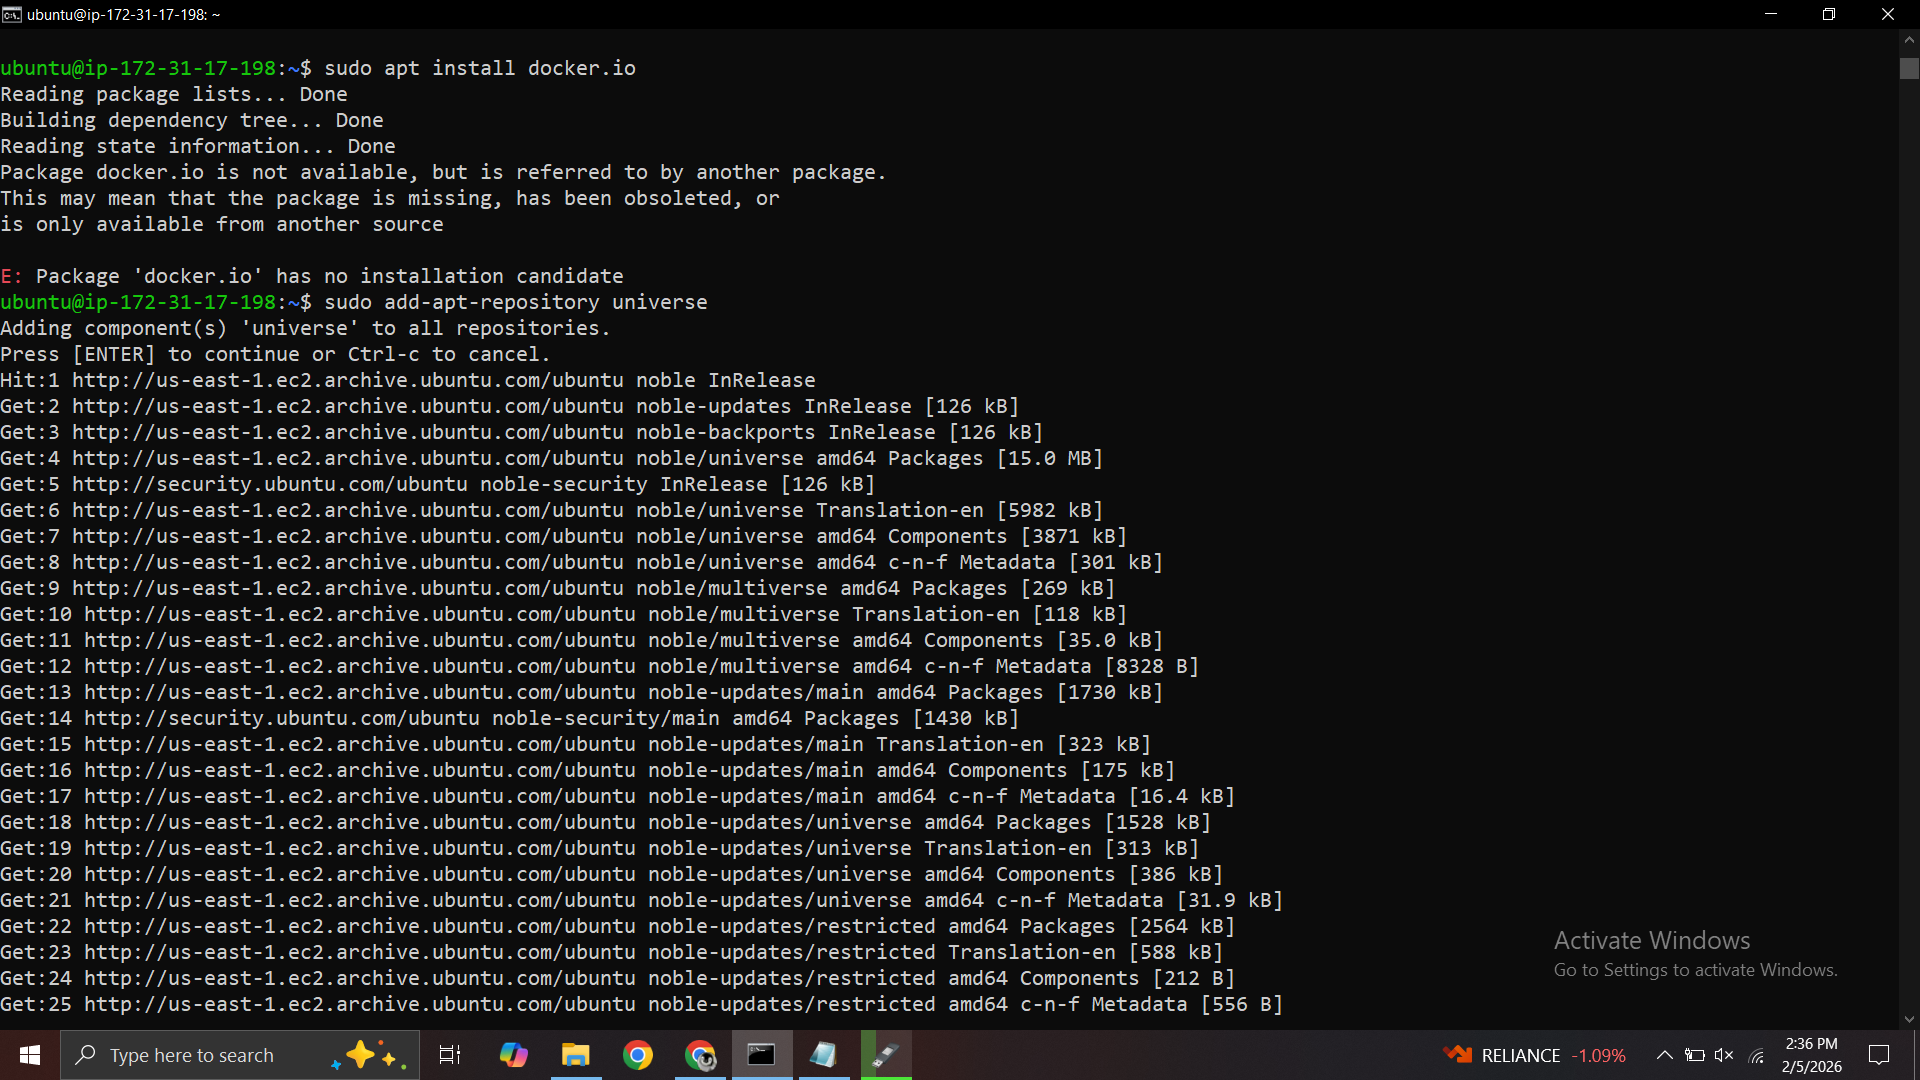 ubuntu@ip-172-31-17-198: ~
ubuntu@ip-172-31-17-198:~$ sudo apt install docker.io
Reading package lists... Done
Building dependency tree... Done
Reading state information... Done
Package docker.io is not available, but is referred to by another package.
This may mean that the package is missing, has been obsoleted, or
is only available from another source
E: Package 'docker.io' has no installation candidate
ubuntu@ip-172-31-17-198:~$ sudo add-apt-repository universe
Adding component(s) 'universe' to all repositories.
Press [ENTER] to continue or Ctrl-c to cancel.
Hit:1 http://us-east-1.ec2.archive.ubuntu.com/ubuntu noble InRelease
Get:2 http://us-east-1.ec2.archive.ubuntu.com/ubuntu noble-updates InRelease [126 kB]
Get:3 http://us-east-1.ec2.archive.ubuntu.com/ubuntu noble-backports InRelease [126 kB]
Get:4 http://us-east-1.ec2.archive.ubuntu.com/ubuntu noble/universe amd64 Packages [15.0 MB]
Get:5 http://security.ubuntu.com/ubuntu noble-security InRelease [126 kB]
Get:6 http://us-east-1.ec2.archive.ubuntu.com/ubuntu noble/universe Translation-en [5982 kB]
Get:7 http://us-east-1.ec2.archive.ubuntu.com/ubuntu noble/universe amd64 Components [3871 kB]
Get:8 http://us-east-1.ec2.archive.ubuntu.com/ubuntu noble/universe amd64 c-n-f Metadata [301 kB]
Get:9 http://us-east-1.ec2.archive.ubuntu.com/ubuntu noble/multiverse amd64 Packages [269 kB]
Get:10 http://us-east-1.ec2.archive.ubuntu.com/ubuntu noble/multiverse Translation-en [118 kB]
Get:11 http://us-east-1.ec2.archive.ubuntu.com/ubuntu noble/multiverse amd64 Components [35.0 kB]
Get:12 http://us-east-1.ec2.archive.ubuntu.com/ubuntu noble/multiverse amd64 c-n-f Metadata [8328 B]
Get:13 http://us-east-1.ec2.archive.ubuntu.com/ubuntu noble-updates/main amd64 Packages [1730 kB]
Get:14 http://security.ubuntu.com/ubuntu noble-security/main amd64 Packages [1430 kB]
Get:15 http://us-east-1.ec2.archive.ubuntu.com/ubuntu noble-updates/main Translation-en [323 kB]
Get:16 http://us-east-1.ec2.archive.ubuntu.com/ubuntu noble-updates/main amd64 Components [175 kB]
Get:17 http://us-east-1.ec2.archive.ubuntu.com/ubuntu noble-updates/main amd64 c-n-f Metadata [16.4 kB]
Get:18 http://us-east-1.ec2.archive.ubuntu.com/ubuntu noble-updates/universe amd64 Packages [1528 kB]
Get:19 http://us-east-1.ec2.archive.ubuntu.com/ubuntu noble-updates/universe Translation-en [313 kB]
Get:20 http://us-east-1.ec2.archive.ubuntu.com/ubuntu noble-updates/universe amd64 Components [386 kB]
Get:21 http://us-east-1.ec2.archive.ubuntu.com/ubuntu noble-updates/universe amd64 c-n-f Metadata [31.9 kB]
Get:22 http://us-east-1.ec2.archive.ubuntu.com/ubuntu noble-updates/restricted amd64 Packages [2564 kB]
Get:23 http://us-east-1.ec2.archive.ubuntu.com/ubuntu noble-updates/restricted Translation-en [588 kB]
Get:24 http://us-east-1.ec2.archive.ubuntu.com/ubuntu noble-updates/restricted amd64 Components [212 B]
Get:25 http://us-east-1.ec2.archive.ubuntu.com/ubuntu noble-updates/restricted amd64 c-n-f Metadata [556 B]
Activate Windows
Go to Settings to activate Windows.
Type here to search
RELIANCE -1.09%
2:36 PM
2/5/2026